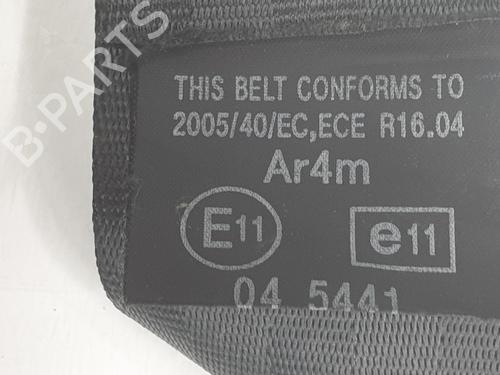 THIS BELT CONFORMS TO
2005/40/EC,ECE R16.04
Ar4m
E11 e11
04 5441
B-PARTS